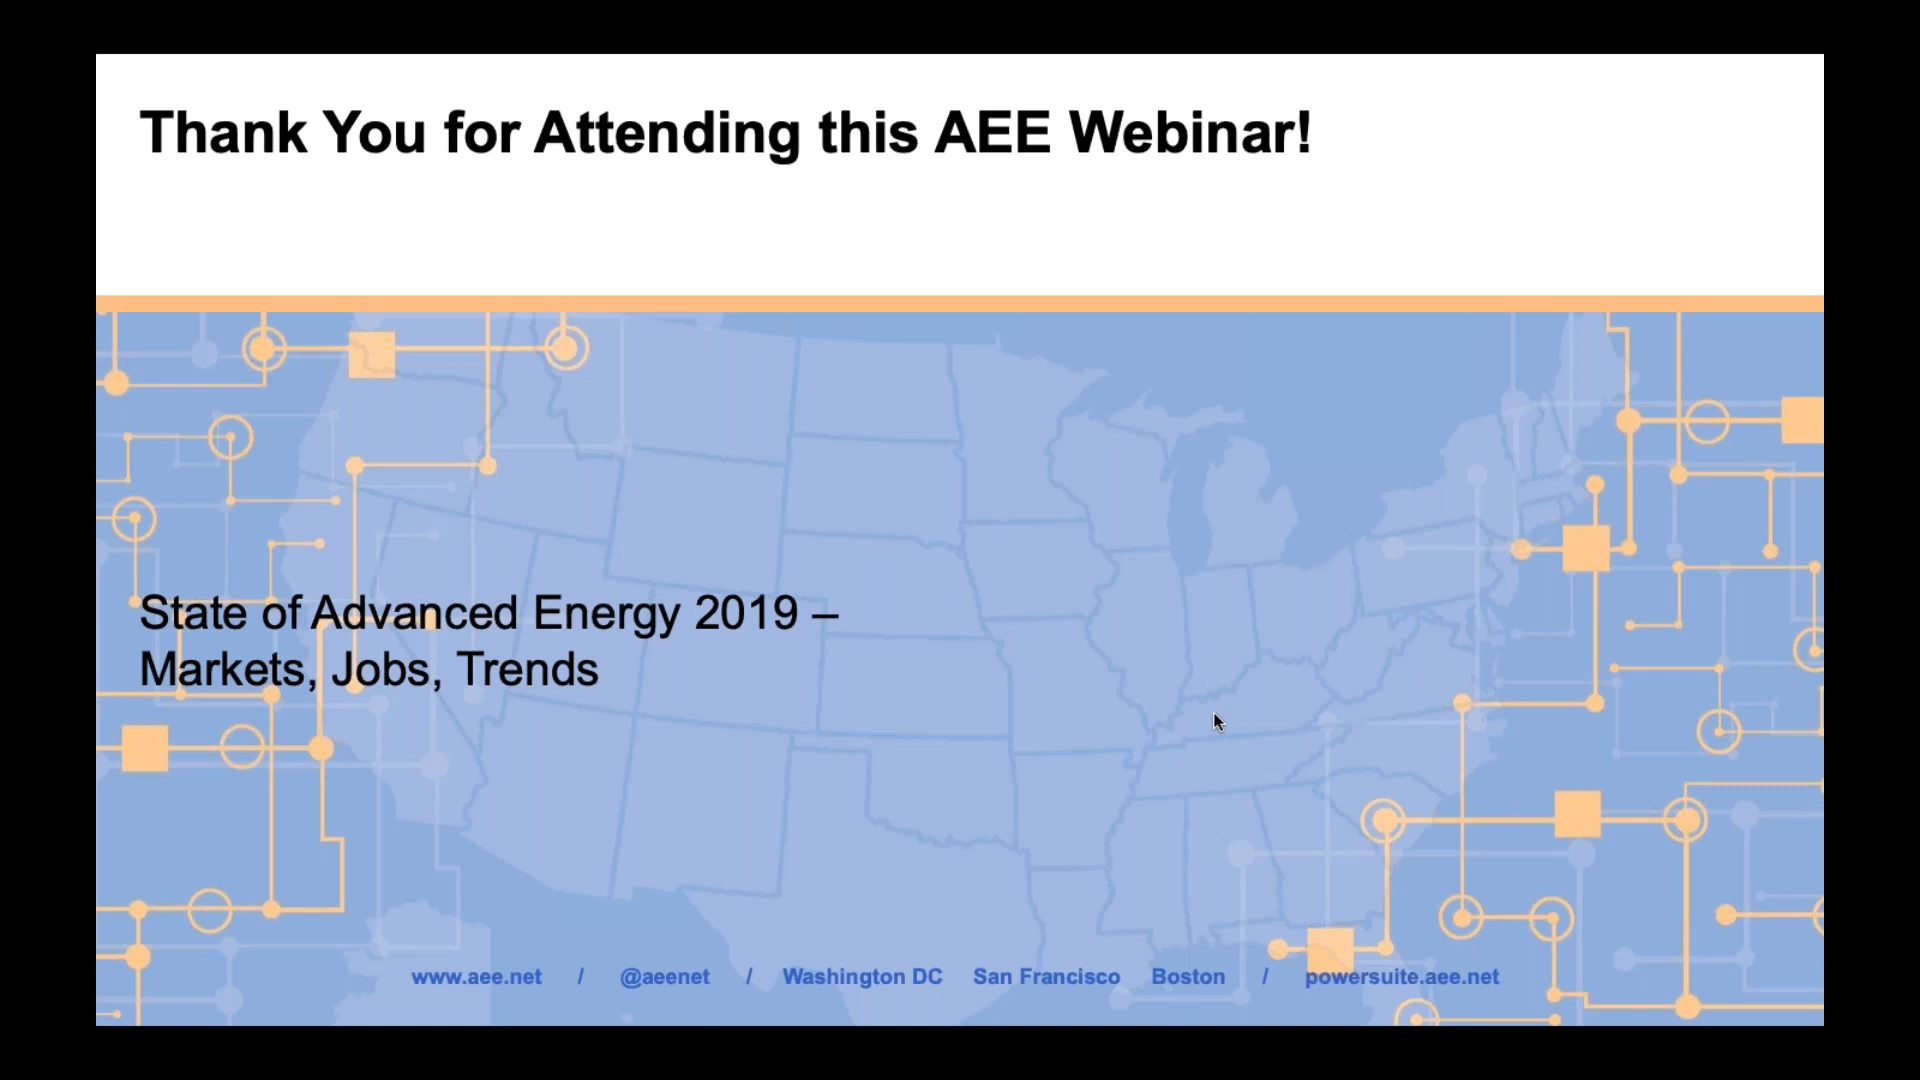 Thank You for Attending this AEE Webinar!
State of Advanced Energy 2019 –
Markets, Jobs, Trends
www.aee.net / @aeenet / Washington DC San Francisco Boston / powersuite.aee.net